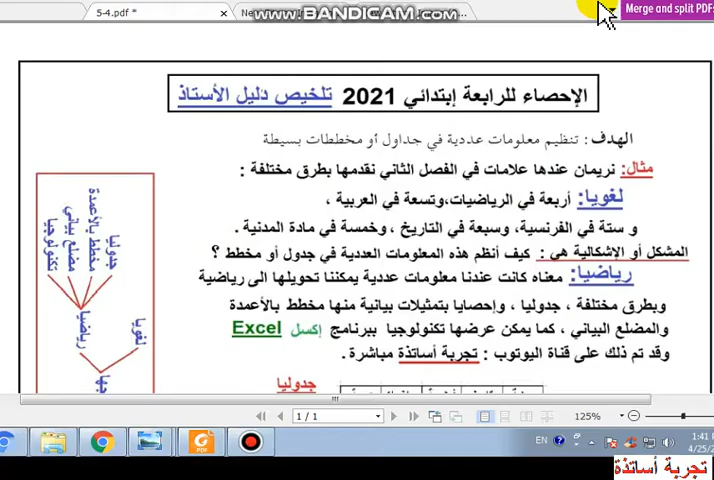 5-4.pdf *
WWW.BANDICAM.COM
Merge and split PDFs
الإحصاء للرابعة إبتدائي 2021 تلخيص دليل الأستاذ
الهدف : تنظيم معلومات عددية في جداول أو مخططات بسيطة
مثال: نريمان عندها علامات في الفصل الثاني نقدمها بطرق مختلفة :
لغويا: أربعة في الرياضيات،وتسعة في العربية ،
و ستة في الفرنسية، وسبعة في التاريخ ، وخمسة في مادة المدنية .
المشكل أو الإشكالية هي : كيف أنظم هذه المعلومات العددية في جدول أو مخطط ؟
رياضيا: معناه كانت عندنا معلومات عددية يمكننا تحويلها الى رياضية
وبطرق مختلفة ، جدوليا ، وإحصايا بتمثيلات بيانية منها مخطط بالأعمدة
والمضلع البياني ، كما يمكن عرضها تكنولوجيا ببرنامج إكسل Excel
وقد تم ذلك على قناة اليوتوب : تجربة أساتذة مباشرة .
جدوليا
جدوليا
مخطط بالأعمدة
مضلع بياني
تكنولوجيا
لغويا
رياضيا
1 / 1
125%
PDF
EN
1:41
4/25/2
تجربة أساتذة